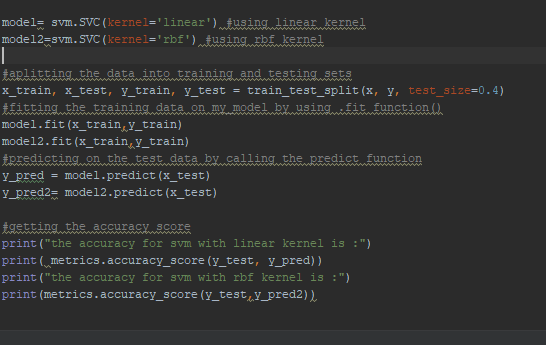 model= svm.SVC(kernel='linear') #using linear kernel
model2=svm.SVC(kernel='rbf') #using rbf kernel
#aplitting the data into training and testing sets
x_train, x_test, y_train, y_test = train_test_split(x, y, test_size=0.4)
#fitting the training data on my model by using .fit function()
model.fit(x_train,y_train)
model2.fit(x_train,y_train)
#predicting on the test data by calling the predict function
y_pred = model.predict(x_test)
y_pred2= model2.predict(x_test)
#getting the accuracy score
print("the accuracy for svm with linear kernel is :")
print( metrics.accuracy_score(y_test, y_pred))
print("the accuracy for svm with rbf kernel is :")
print(metrics.accuracy_score(y_test,y_pred2))